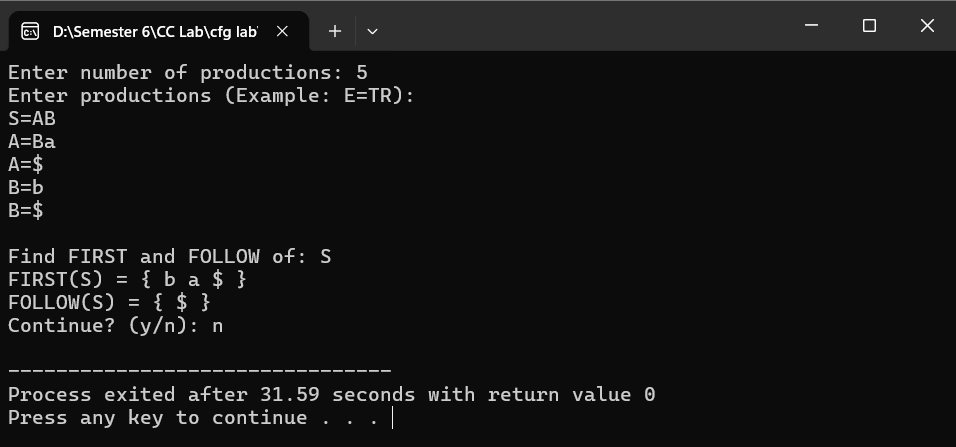 D:\Semester 6\CC Lab\cfg lab'
Enter number of productions: 5
Enter productions (Example: E=TR):
S=AB
A=Ba
A=$
B=b
B=$
Find FIRST and FOLLOW of: S
FIRST(S) = { b a $ }
FOLLOW(S) = { $ }
Continue? (y/n): n
--------------------------------
Process exited after 31.59 seconds with return value 0
Press any key to continue . . .